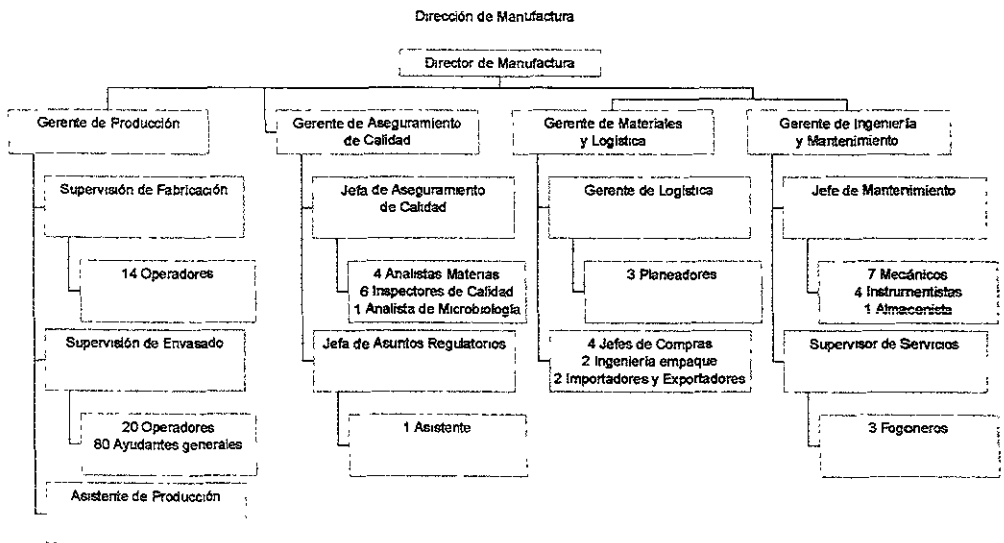 Dirección de Manufactura
Director de Manufactura
Gerente de Producción
Gerente de Aseguramiento
de Calidad
Gerente de Materiales
y Logística
Gerente de Ingeniería
y Mantenimiento
Supervisión de Fabricación
Jefa de Aseguramiento
de Calidad
Gerente de Logística
Jefe de Mantenimiento
14 Operadores
4 Analistas Materias
6 Inspectores de Calidad
1 Analista de Microbiología
3 Planeadores
7 Mecánicos
4 Instrumentistas
1 Almacenista
Supervisión de Envasado
Jefa de Asuntos Regulatorios
4 Jefes de Compras
2 Ingeniería empaque
2 Importadores y Exportadores
Supervisor de Servicios
20 Operadores
80 Ayudantes generales
1 Asistente
3 Fogoneros
Asistente de Producción